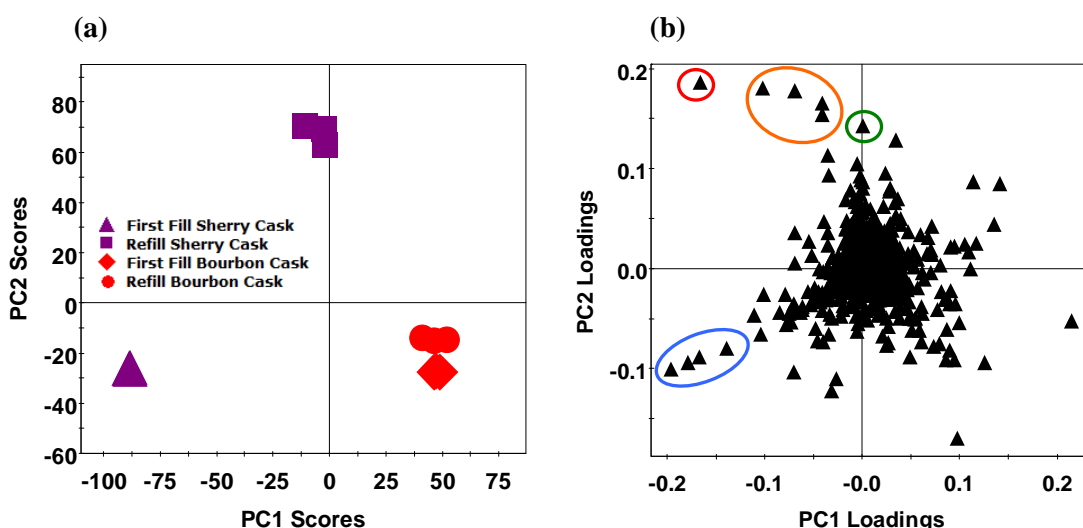 (a)
(b)
PC2 Scores
80
60
40
20
0
-20
-40
-60
First Fill Sherry Cask
Refill Sherry Cask
First Fill Bourbon Cask
Refill Bourbon Cask
-100 -75 -50 -25 0 25 50 75
PC1 Scores
PC2 Loadings
0.2
0.1
0.0
-0.1
-0.2 -0.1 -0.0 0.1 0.2
PC1 Loadings